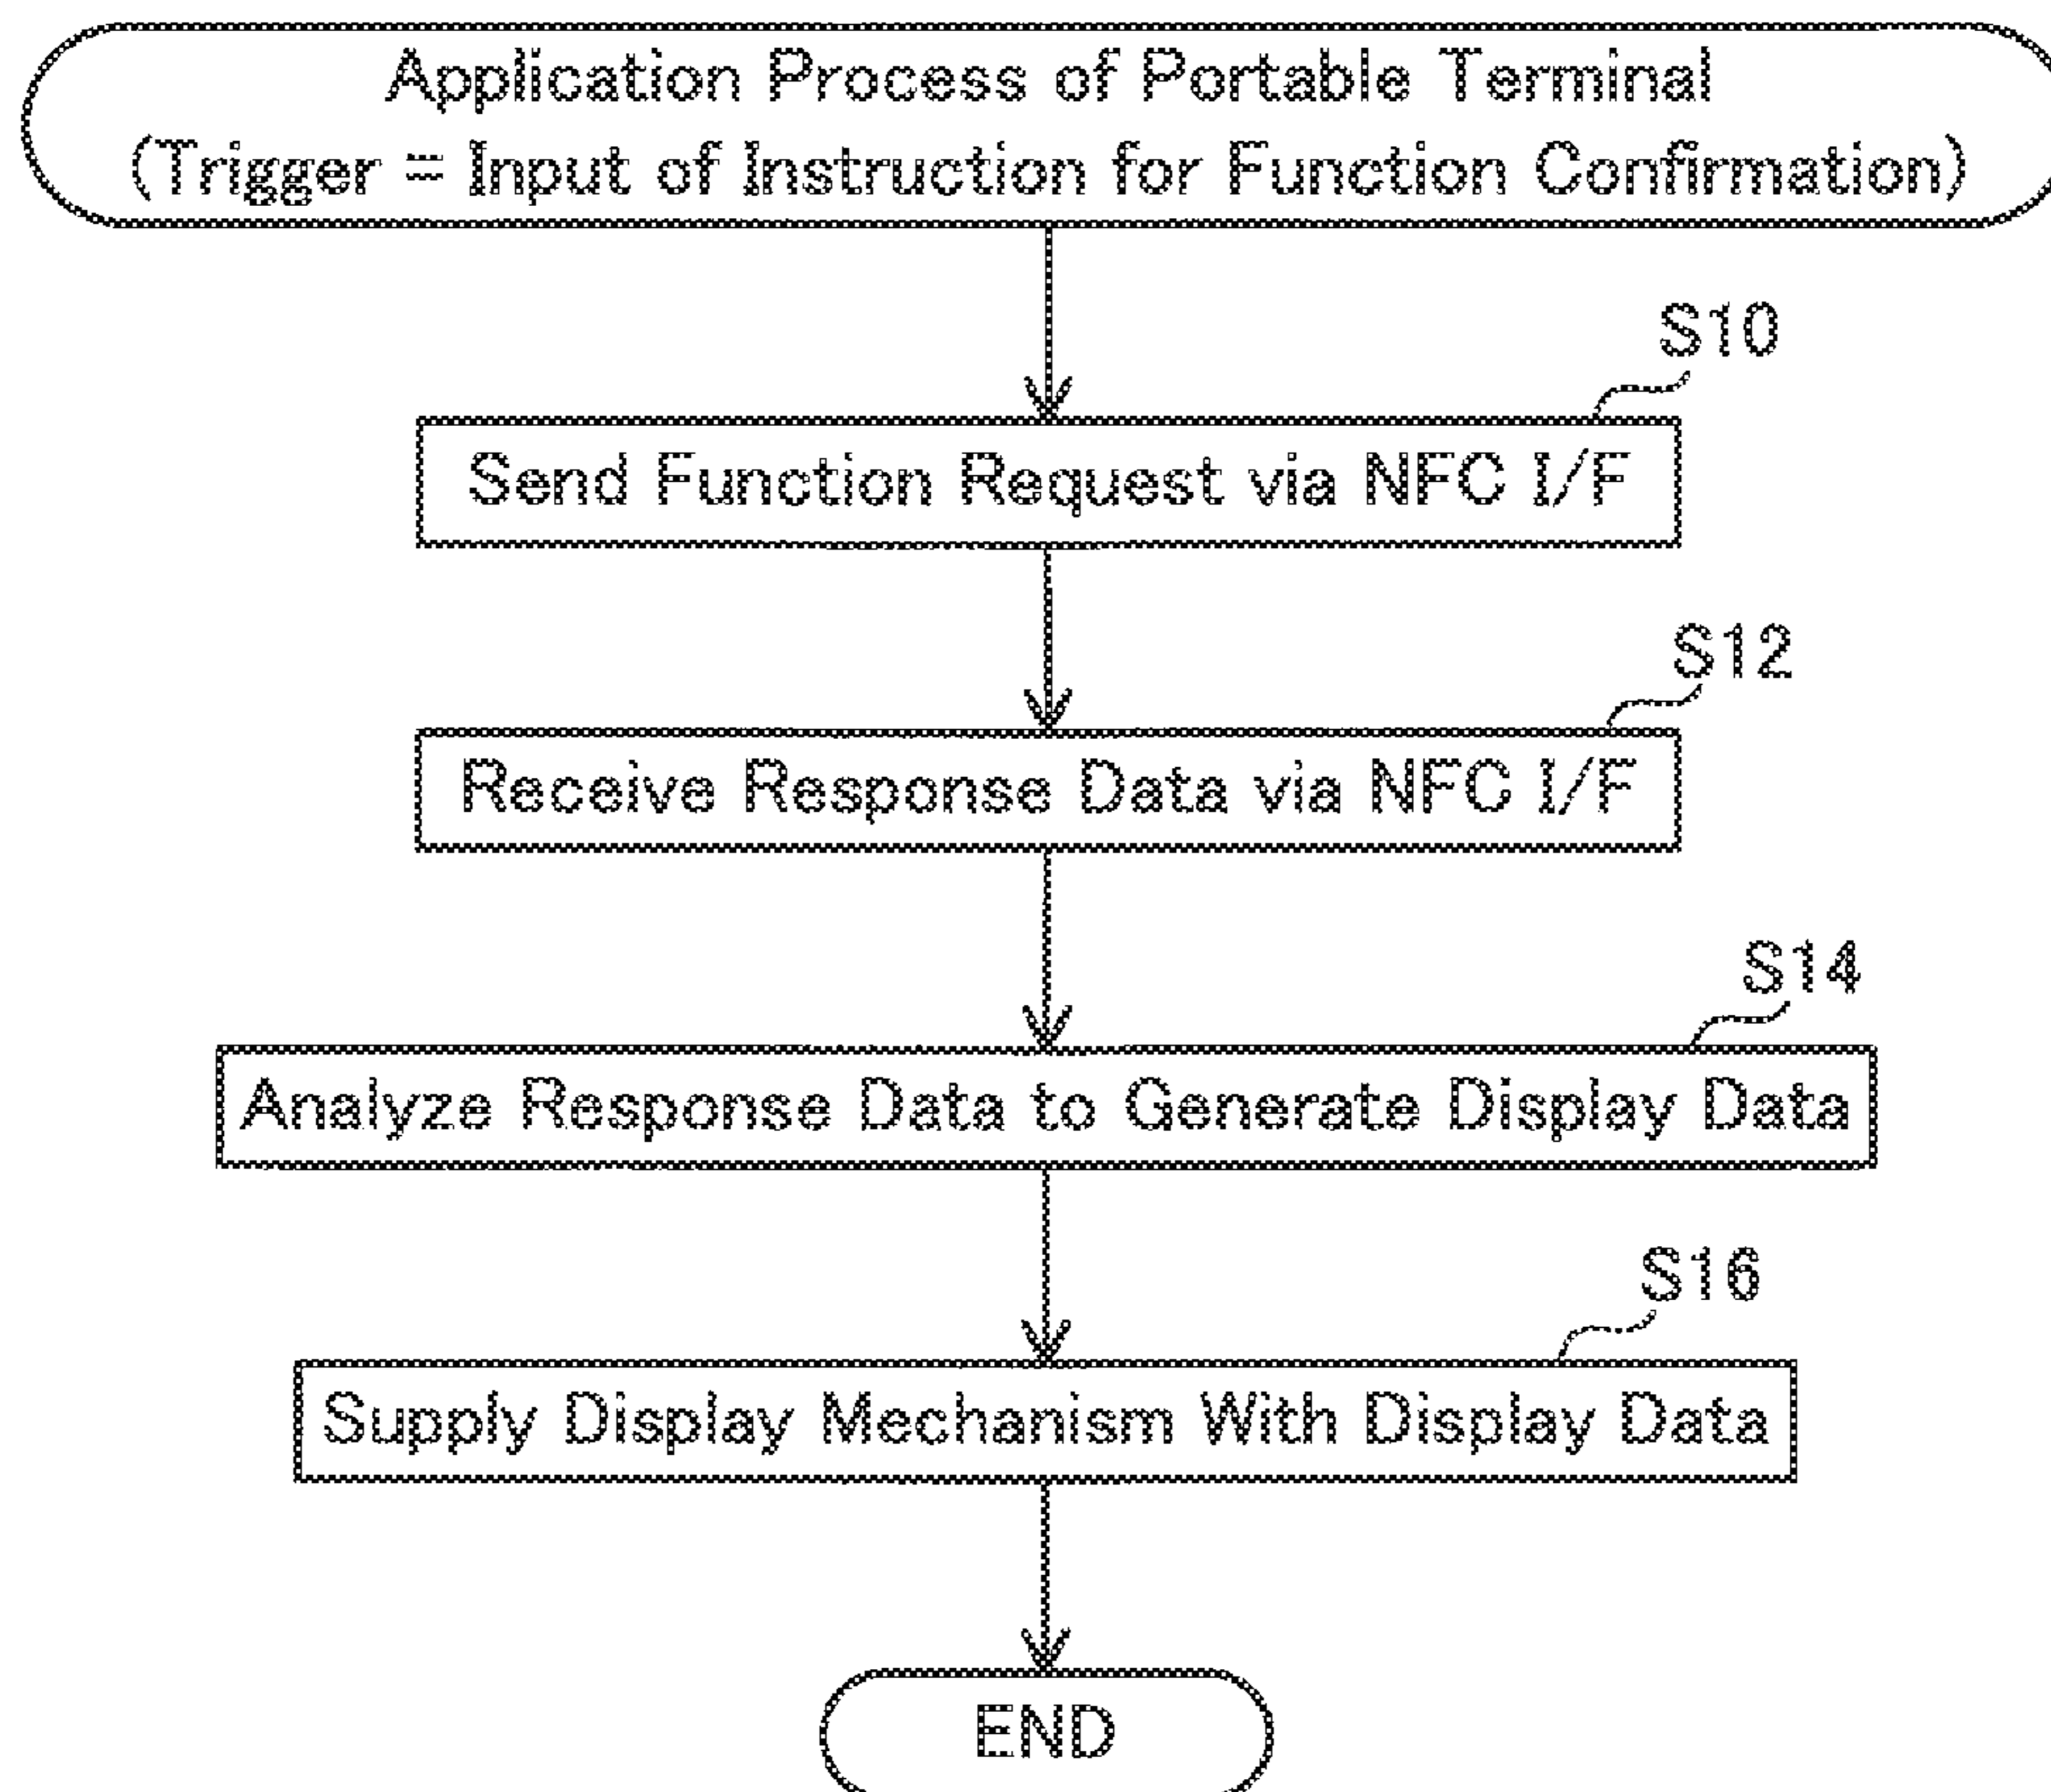 Application Process of Portable Terminal
(Trigger = Input of Instruction for Function Confirmation)
S10
Send Function Request via NFC I/F
S12
Receive Response Data via NFC I/F
S14
Analyze Response Data to Generate Display Data
S16
Supply Display Mechanism With Display Data
END